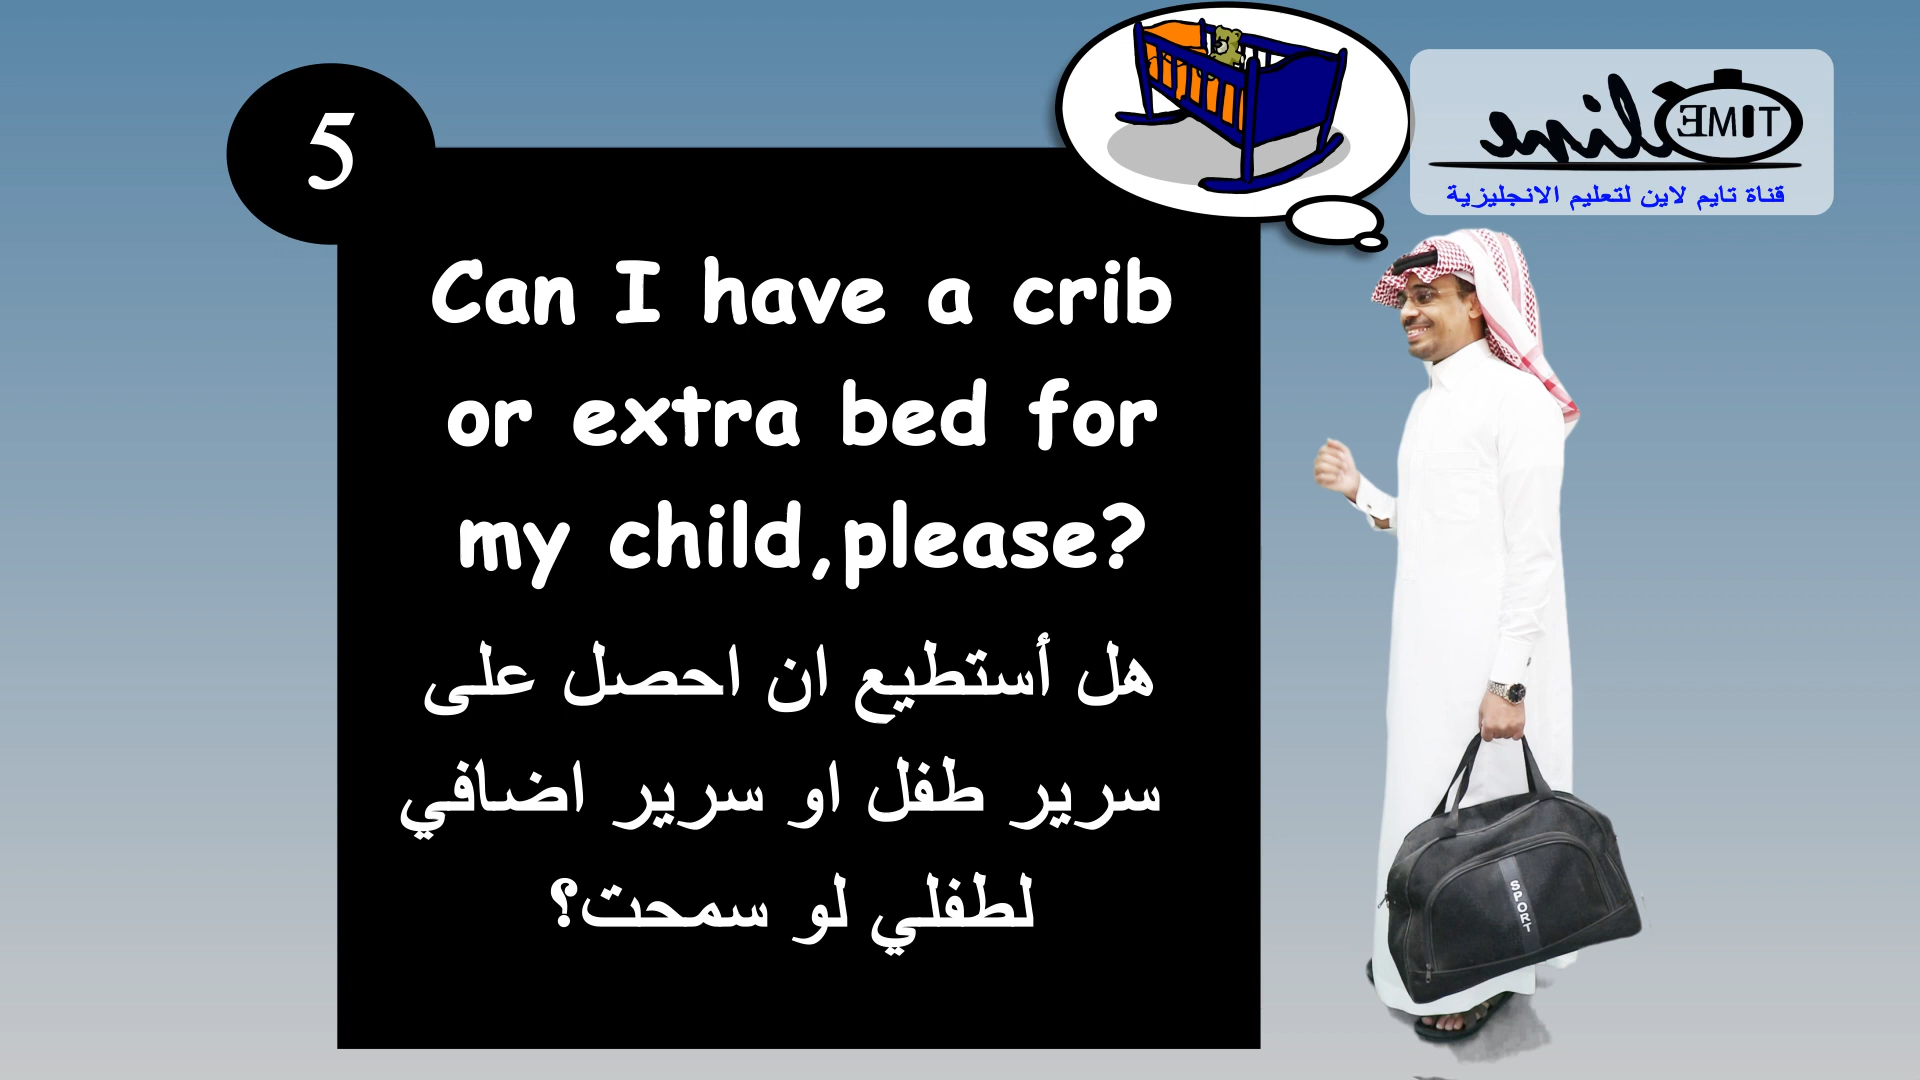 5
TIME line
قناة تايم لاين لتعليم الانجليزية
Can I have a crib
or extra bed for
my child,please?
هل أستطيع ان احصل على
سرير طفل او سرير اضافي
لطفلي لو سمحت؟
SPORT